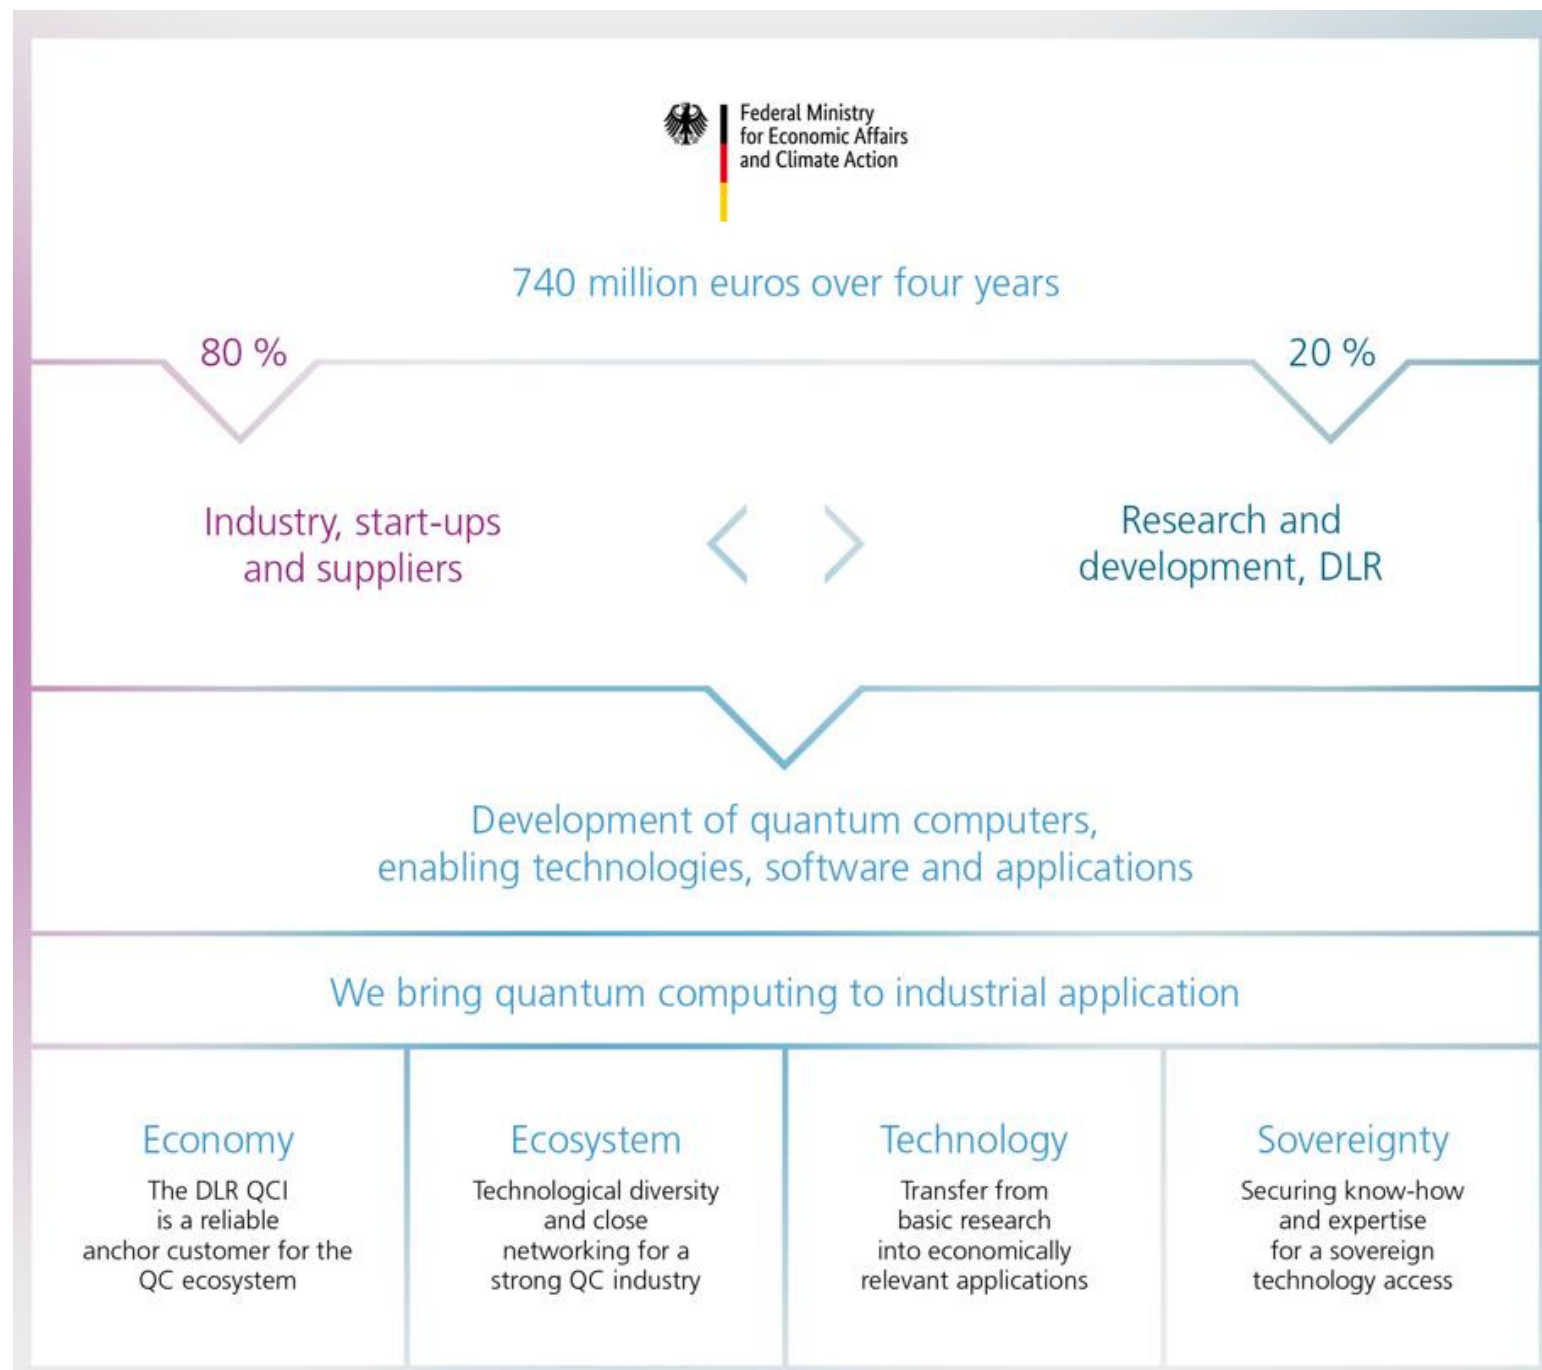 Federal Ministry
for Economic Affairs
and Climate Action
740 million euros over four years
80 %
20 %
Industry, start-ups
and suppliers
Research and
development, DLR
Development of quantum computers,
enabling technologies, software and applications
We bring quantum computing to industrial application
Economy
The DLR QCI
is a reliable
anchor customer for the
QC ecosystem
Ecosystem
Technological diversity
and close
networking for a
strong QC industry
Technology
Transfer from
basic research
into economically
relevant applications
Sovereignty
Securing know-how
and expertise
for a sovereign
technology access